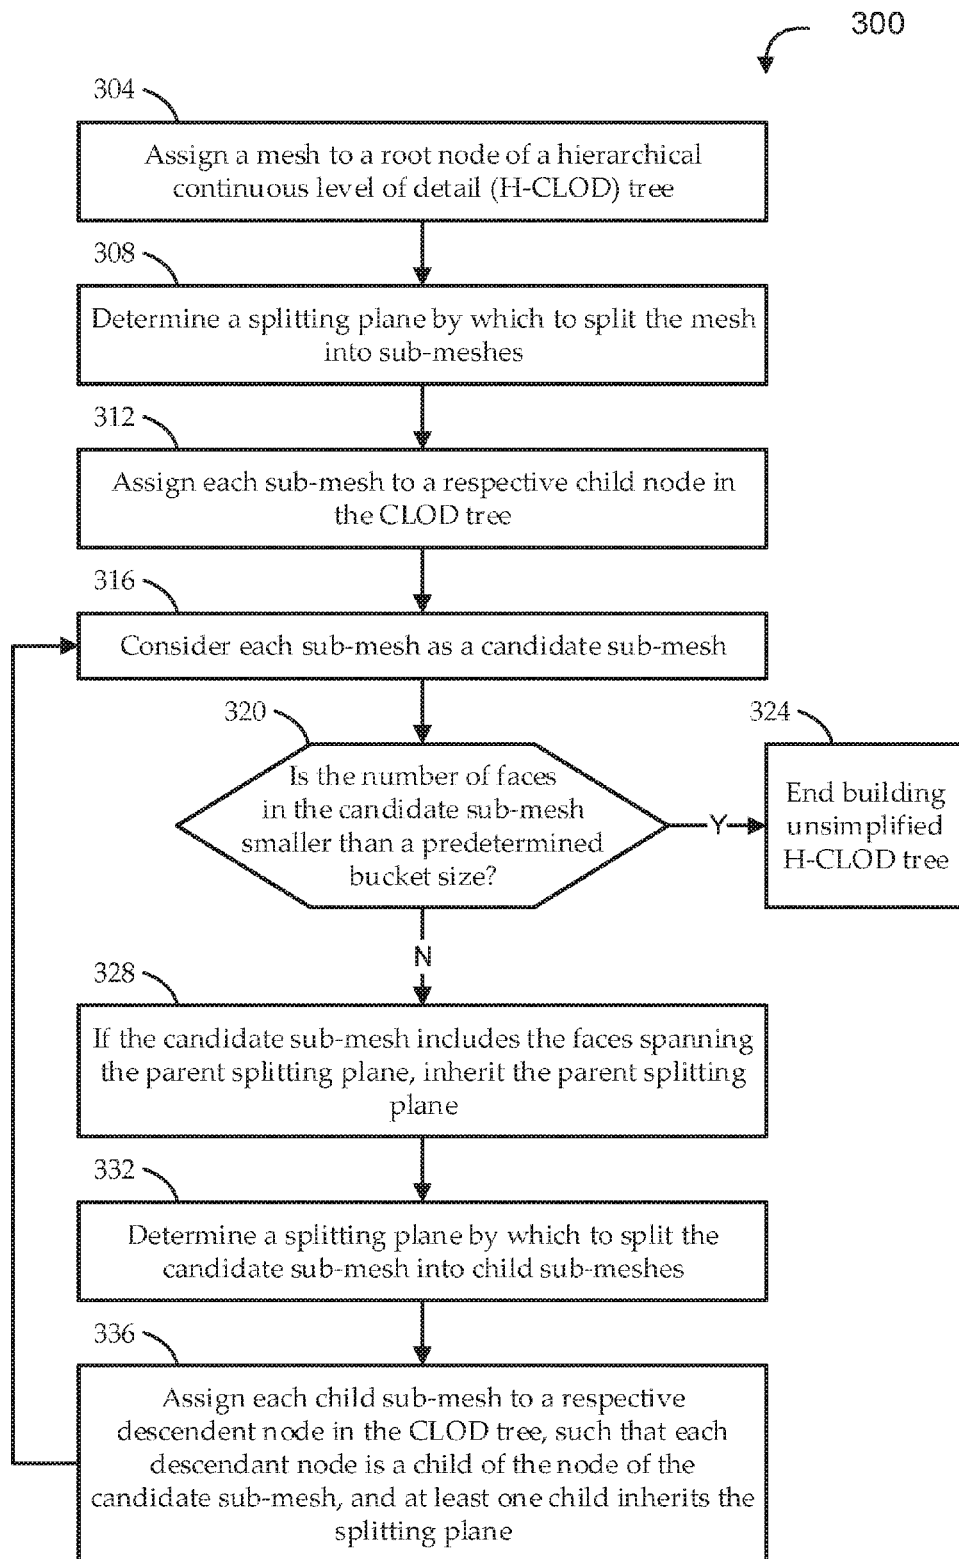 300
304
Assign a mesh to a root node of a hierarchical
continuous level of detail (H-CLOD) tree
308
Determine a splitting plane by which to split the mesh
into sub-meshes
312
Assign each sub-mesh to a respective child node in
the CLOD tree
316
Consider each sub-mesh as a candidate sub-mesh
320
Is the number of faces
in the candidate sub-mesh
smaller than a predetermined
bucket size?
Y
324
End building
unsimplified
H-CLOD tree
N
328
If the candidate sub-mesh includes the faces spanning
the parent splitting plane, inherit the parent splitting
plane
332
Determine a splitting plane by which to split the
candidate sub-mesh into child sub-meshes
336
Assign each child sub-mesh to a respective
descendent node in the CLOD tree, such that each
descendant node is a child of the node of the
candidate sub-mesh, and at least one child inherits the
splitting plane